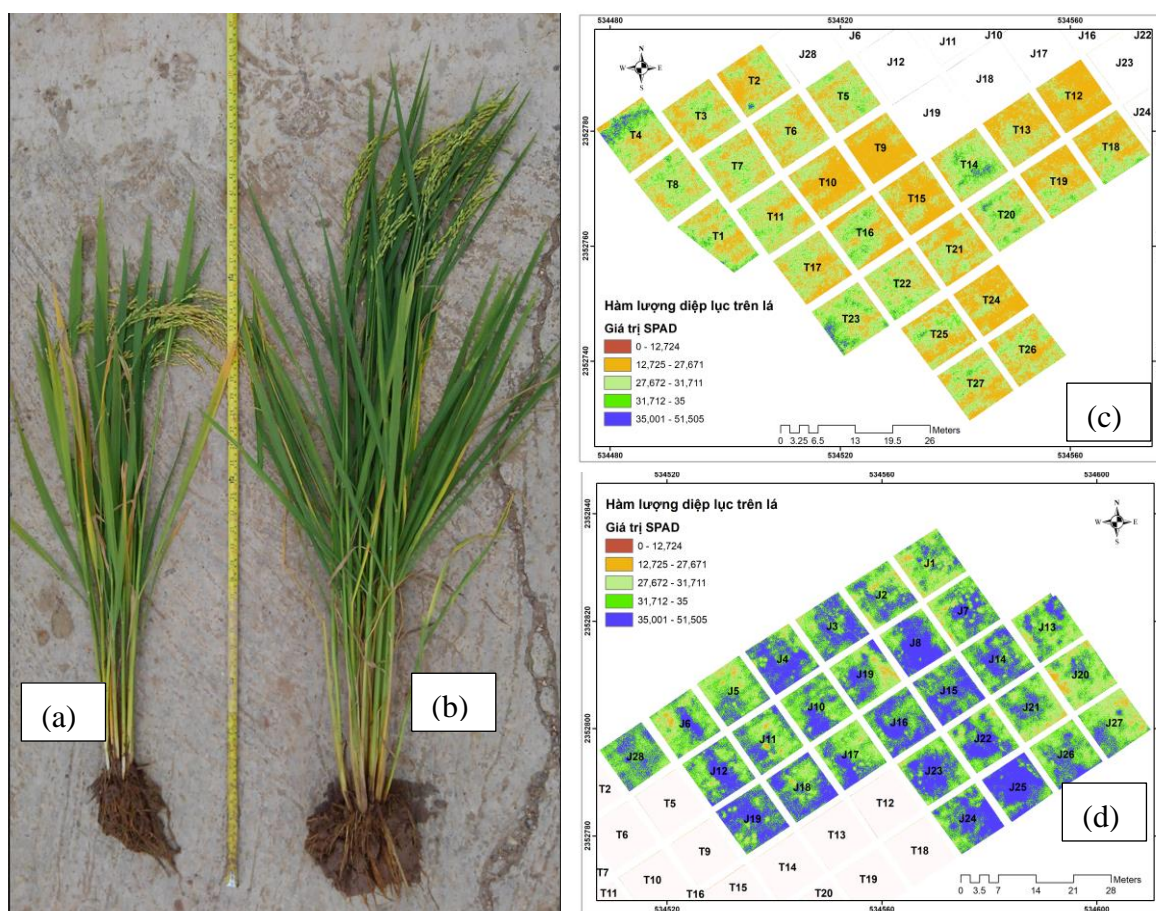 (a)
(b)
534480
534520
534560
J6
J16
J22
J28
J12
J11
J10
J17
J23
J18
J19
J24
N
W
E
S
T2
T5
T12
T3
T4
T6
T13
T9
T18
T7
T14
T8
T10
T19
T15
T11
T20
T1
T16
T21
T17
T22
T24
T23
T25
T26
T27
2352780
2352760
2352740
Hàm lượng diệp lục trên lá
Giá trị SPAD
0 - 12,724
12,725 - 27,671
27,672 - 31,711
31,712 - 35
35,001 - 51,505
Meters
0 3.25 6.5 13 19.5 26
534480
534520
534560
(c)
534520
534560
534600
2352840
2352820
2352800
2352780
Hàm lượng diệp lục trên lá
Giá trị SPAD
0 - 12,724
12,725 - 27,671
27,672 - 31,711
31,712 - 35
35,001 - 51,505
N
W
E
S
J1
J2
J7
J3
J13
J8
J4
J14
J19
J20
J5
J15
J10
J21
J6
J16
J27
J11
J22
J17
J26
J28
J12
J23
J18
J25
J19
J24
T2
T5
T12
T6
T9
T13
T18
T7
T10
T14
T19
T11
T16
T15
T20
Meters
0 3.5 7 14 21 28
534520
534560
534600
(d)